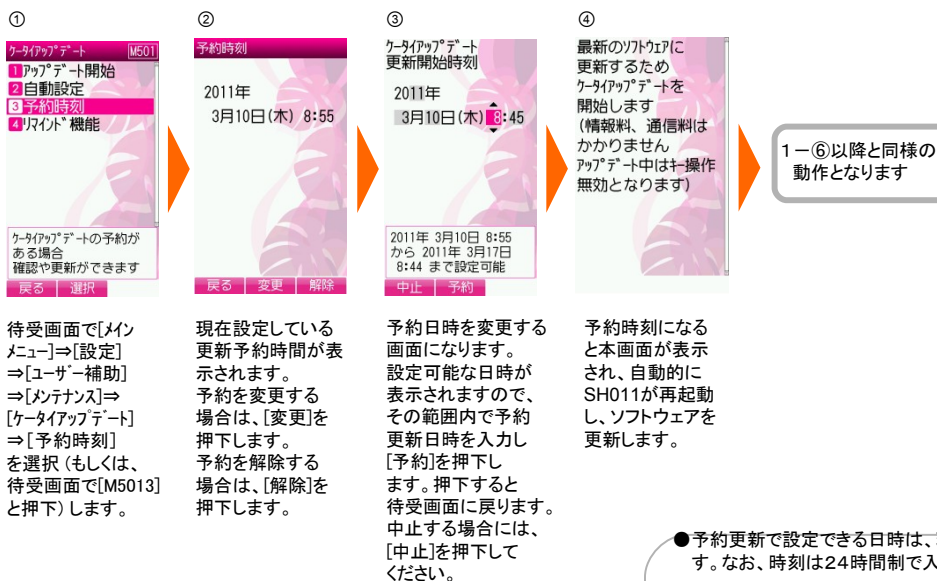 ①
ケータイアップデート M501
1 アップデート開始
2 自動設定
3 予約時刻
4 リマインド機能
ケータイアップデートの予約が
ある場合
確認や更新ができます
戻る 選択
待受画面で[メイン
メニュー]⇒[設定]
⇒[ユーザー補助]
⇒[メンテナンス]⇒
[ケータイアップデート]
⇒[予約時刻]
を選択(もしくは、
待受画面で[M5013]
と押下)します。
②
予約時刻
2011年
3月10日(木) 8:55
戻る 変更 解除
現在設定している
更新予約時間が表
示されます。
予約を変更する
場合は、[変更]を
押下します。
予約を解除する
場合は、[解除]を
押下します。
③
ケータイアップデート
更新開始時刻
2011年
3月10日(木) 8:45
2011年 3月10日 8:55
から 2011年 3月17日
8:44 まで設定可能
中止 予約
予約日時を変更する
画面になります。
設定可能な日時が
表示されますので、
その範囲内で予約
更新日時を入力し
[予約]を押下し
ます。押下すると
待受画面に戻ります。
中止する場合には、
[中止]を押下して
ください。
④
最新のソフトウェアに
更新するため
ケータイアップデートを
開始します
(情報料、通信料は
かかりません
アップデート中はキー操作
無効となります)
予約時刻になる
と本画面が表示
され、自動的に
SH011が再起動
し、ソフトウェアを
更新します。
1-⑥以降と同様の
動作となります
●予約更新で設定できる日時は、
す。なお、時刻は24時間制で入